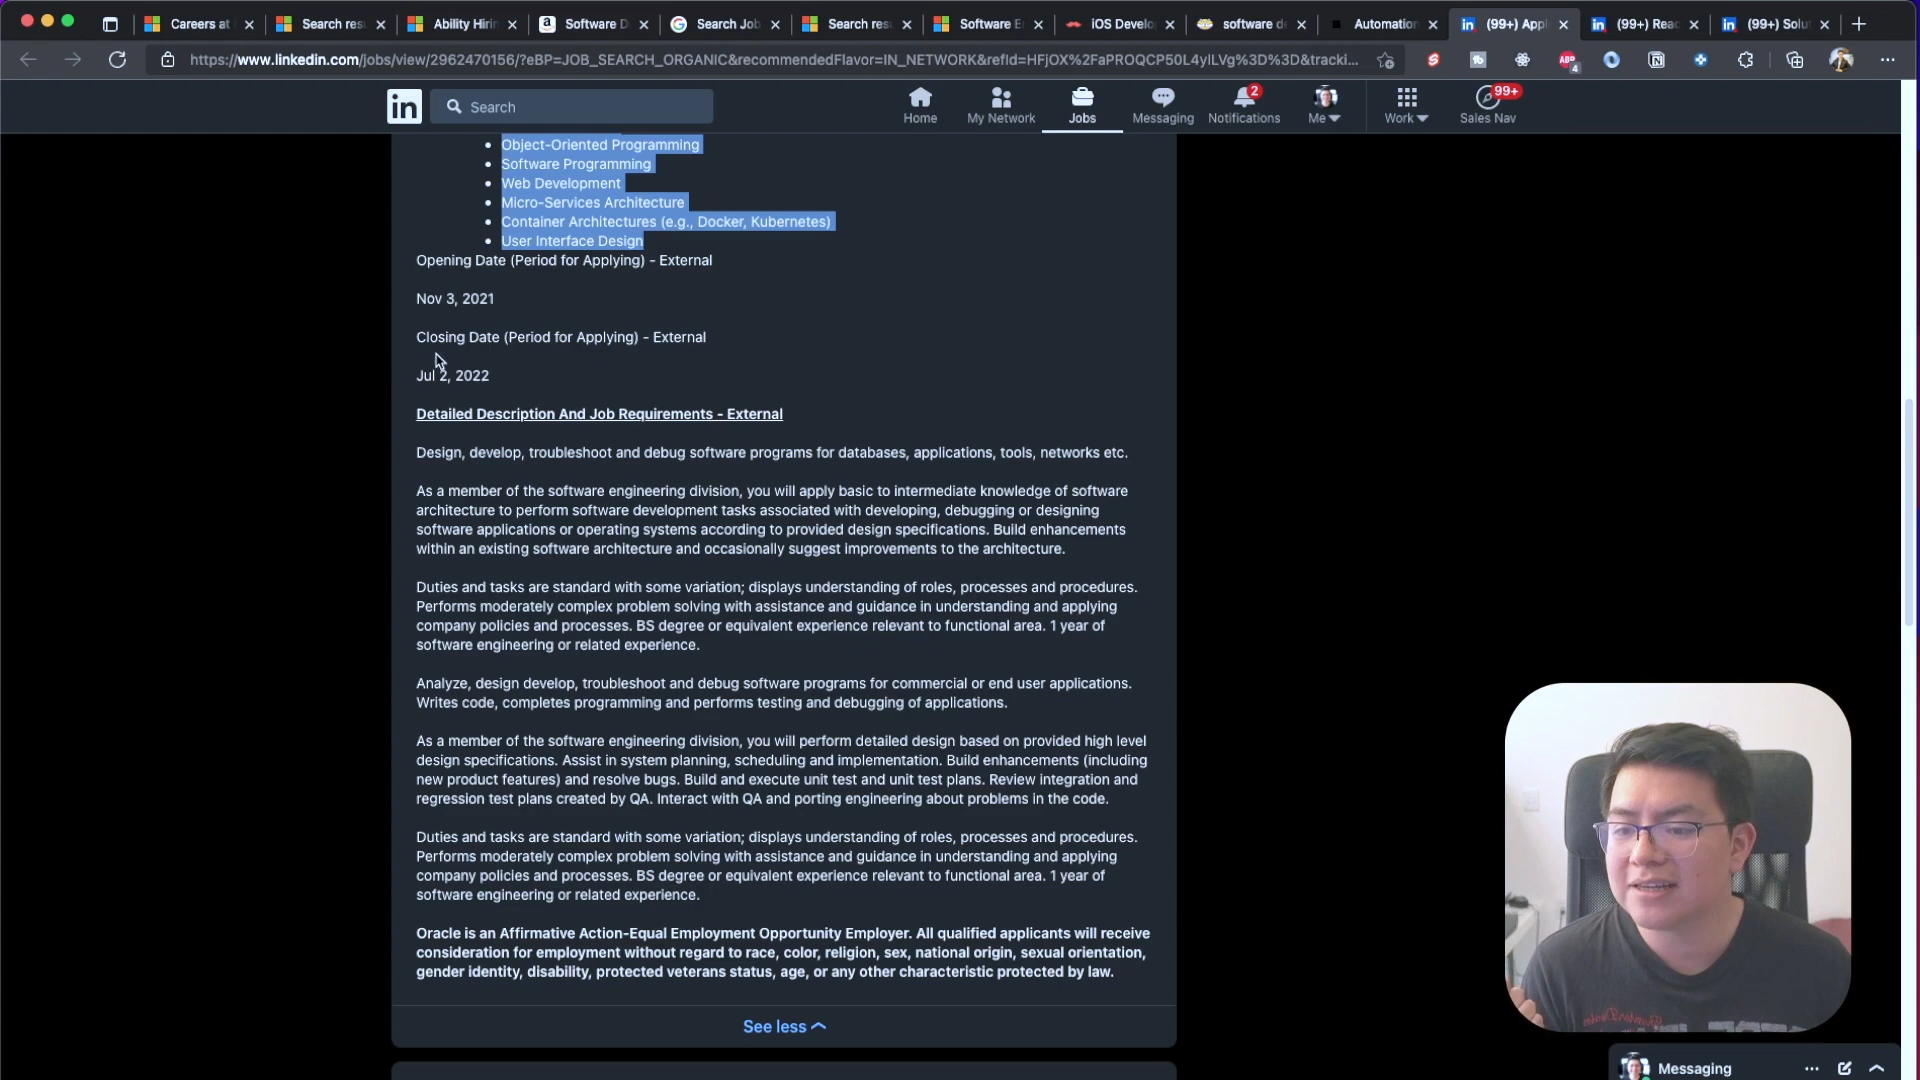 Careers at
Search res
Ability Hirin
Software D
Search Job
Search res
Software E
iOS Develo
software de
Automation
(99+) Appl
(99+) Reac
(99+) Solu
https://www.linkedin.com/jobs/view/2962470156/?eBP=JOB_SEARCH_ORGANIC&recommendedFlavor=IN_NETWORK&refId=HFjOX%2FaPROQCP50L4ylLVg%3D%3D&tracki...
ABP
4
in
Search
Home
My Network
Jobs
Messaging
2
Notifications
Me
Work
99+
Sales Nav
• Object-Oriented Programming
• Software Programming
• Web Development
• Micro-Services Architecture
• Container Architectures (e.g., Docker, Kubernetes)
• User Interface Design
Opening Date (Period for Applying) - External
Nov 3, 2021
Closing Date (Period for Applying) - External
Jul 2, 2022
Detailed Description And Job Requirements - External
Design, develop, troubleshoot and debug software programs for databases, applications, tools, networks etc.
As a member of the software engineering division, you will apply basic to intermediate knowledge of software
architecture to perform software development tasks associated with developing, debugging or designing
software applications or operating systems according to provided design specifications. Build enhancements
within an existing software architecture and occasionally suggest improvements to the architecture.
Duties and tasks are standard with some variation; displays understanding of roles, processes and procedures.
Performs moderately complex problem solving with assistance and guidance in understanding and applying
company policies and processes. BS degree or equivalent experience relevant to functional area. 1 year of
software engineering or related experience.
Analyze, design develop, troubleshoot and debug software programs for commercial or end user applications.
Writes code, completes programming and performs testing and debugging of applications.
As a member of the software engineering division, you will perform detailed design based on provided high level
design specifications. Assist in system planning, scheduling and implementation. Build enhancements (including
new product features) and resolve bugs. Build and execute unit test and unit test plans. Review integration and
regression test plans created by QA. Interact with QA and porting engineering about problems in the code.
Duties and tasks are standard with some variation; displays understanding of roles, processes and procedures.
Performs moderately complex problem solving with assistance and guidance in understanding and applying
company policies and processes. BS degree or equivalent experience relevant to functional area. 1 year of
software engineering or related experience.
Oracle is an Affirmative Action-Equal Employment Opportunity Employer. All qualified applicants will receive
consideration for employment without regard to race, color, religion, sex, national origin, sexual orientation,
gender identity, disability, protected veterans status, age, or any other characteristic protected by law.
See less
Messaging